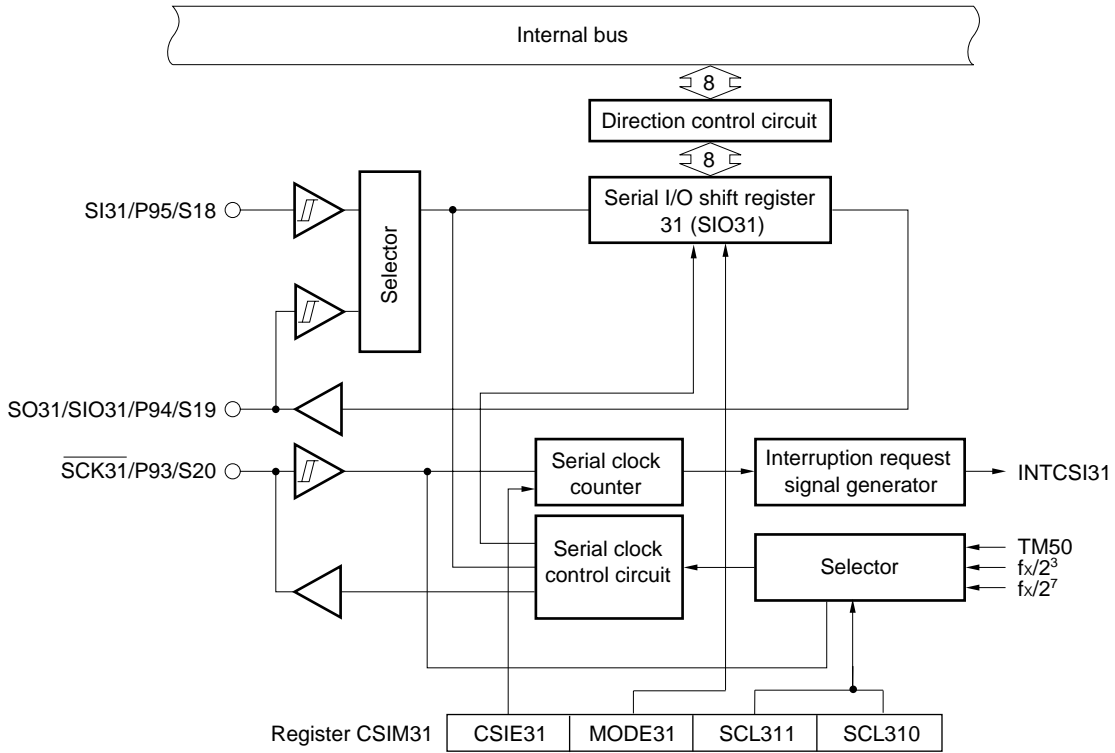 Internal bus
8
Direction control circuit
8
SI31/P95/S18
Selector
Serial I/O shift register
31 (SIO31)
SO31/SIO31/P94/S19
SCK31/P93/S20
Serial clock
counter
Interruption request
signal generator
INTCSI31
Serial clock
control circuit
Selector
TM50
fx/2³
fx/2⁷
Register CSIM31
CSIE31
MODE31
SCL311
SCL310